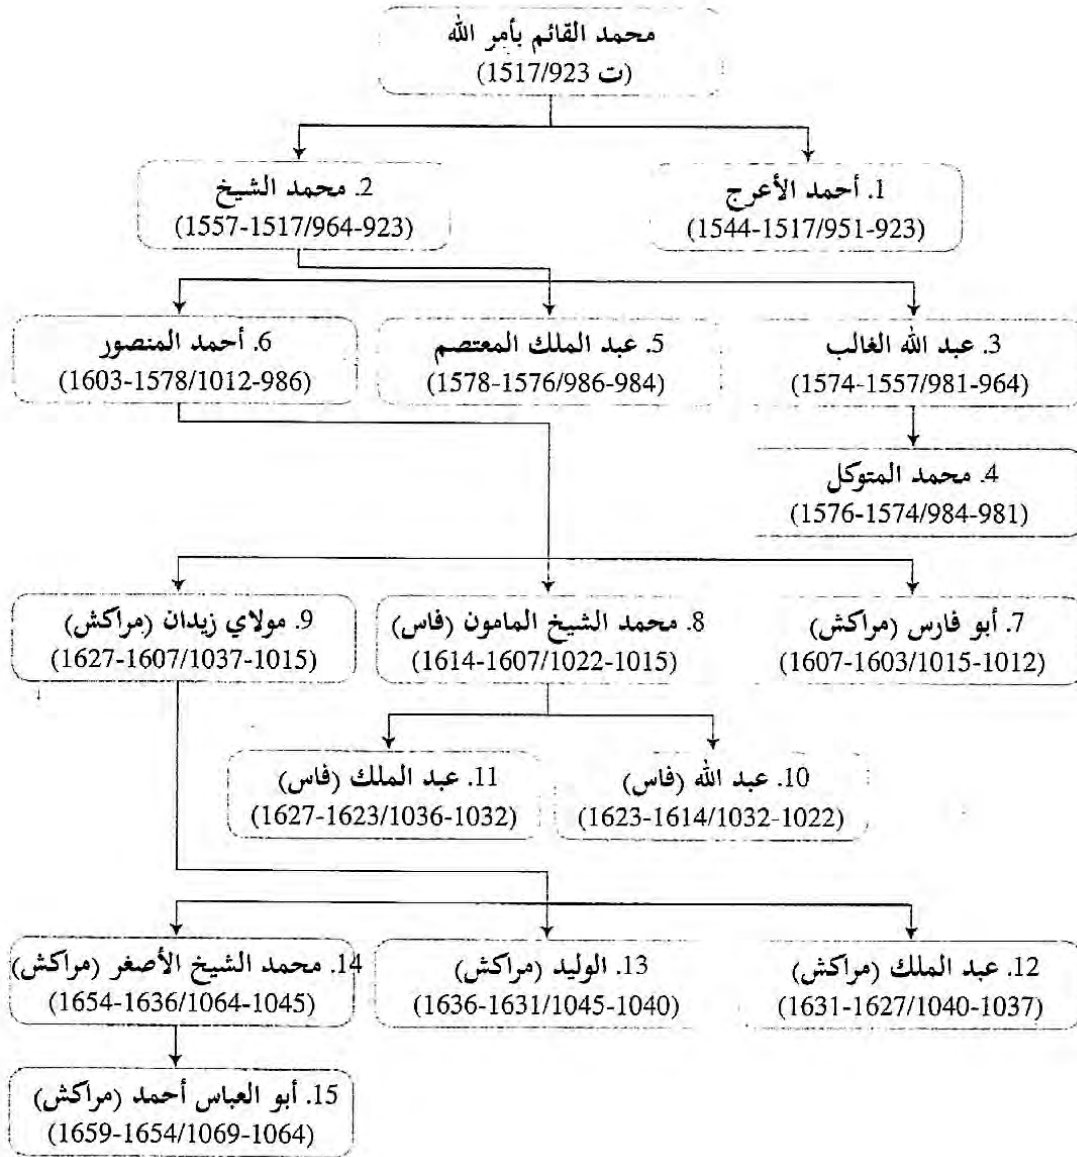 محمد القائم بأمر الله
(ت 1517/923)
1. أحمد الأعرج
(1544-1517/951-923)
2. محمد الشيخ
(1557-1517/964-923)
3. عبد الله الغالب
(1574-1557/981-964)
5. عبد الملك المعتصم
(1578-1576/986-984)
6. أحمد المنصور
(1603-1578/1012-986)
4. محمد المتوكل
(1576-1574/984-981)
7. أبو فارس (مراكش)
(1607-1603/1015-1012)
8. محمد الشيخ المامون (فاس)
(1614-1607/1022-1015)
9. مولاي زيدان (مراكش)
(1627-1607/1037-1015)
10. عبد الله (فاس)
(1623-1614/1032-1022)
11. عبد الملك (فاس)
(1627-1623/1036-1032)
12. عبد الملك (مراكش)
(1631-1627/1040-1037)
13. الوليد (مراكش)
(1636-1631/1045-1040)
14. محمد الشيخ الأصغر (مراكش)
(1654-1636/1064-1045)
15. أبو العباس أحمد (مراكش)
(1659-1654/1069-1064)